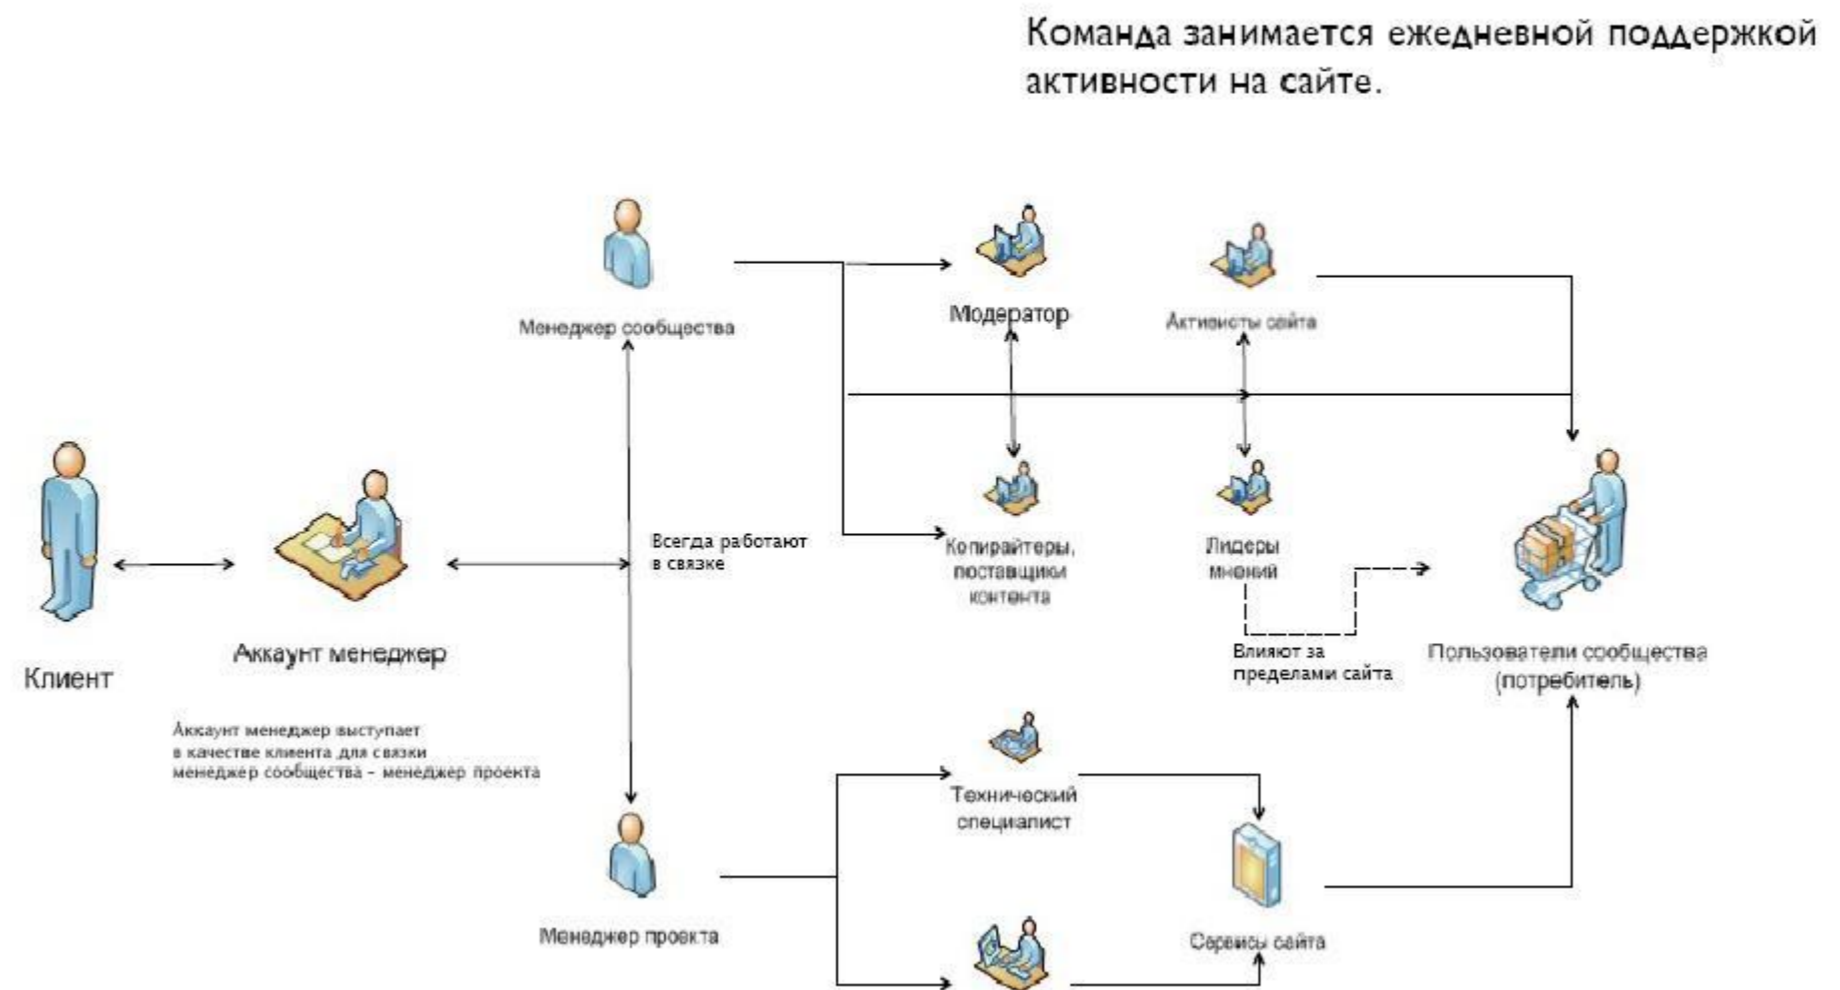 Команда занимается ежедневной поддержкой
активности на сайте.
Менеджер сообщества
Модератор
Активисты сайта
Всегда работают
в связке
Копирайтеры,
поставщики
контента
Лидеры
мнений
Клиент
Аккаунт менеджер
Влияют за
пределами сайта
Пользователи сообщества
(потребитель)
Аккаунт менеджер выступает
в качестве клиента для связки
менеджер сообщества – менеджер проекта
Технический
специалист
Менеджер проекта
Сервисы сайта